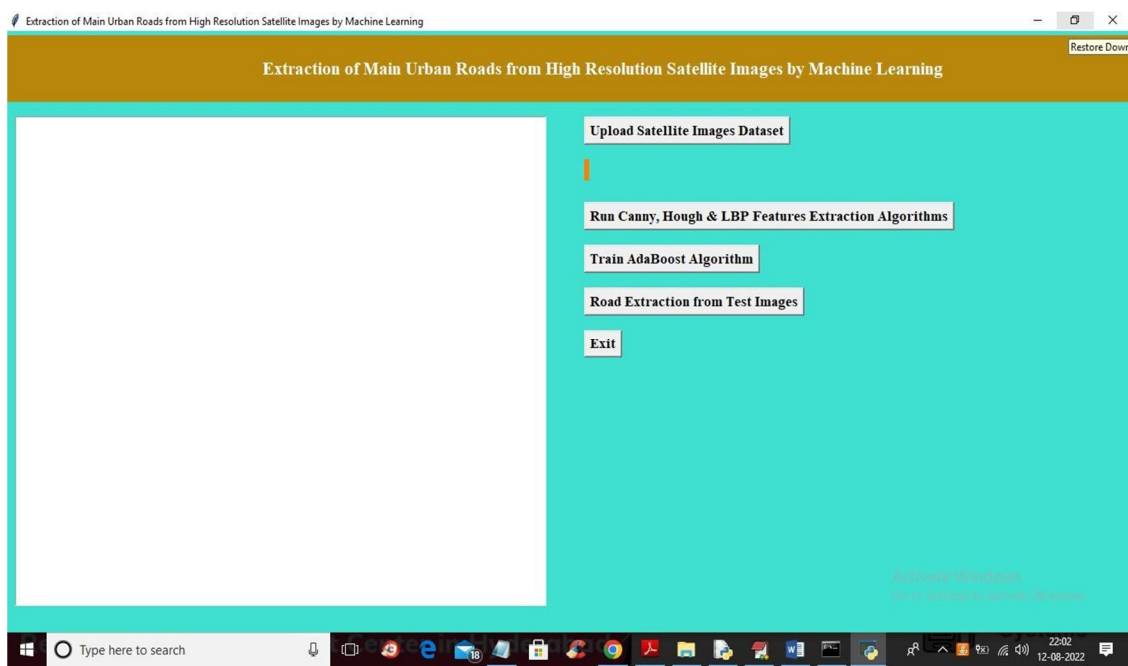 Extraction of Main Urban Roads from High Resolution Satellite Images by Machine Learning
Restore Down
Extraction of Main Urban Roads from High Resolution Satellite Images by Machine Learning
Upload Satellite Images Dataset
Run Canny, Hough & LBP Features Extraction Algorithms
Train AdaBoost Algorithm
Road Extraction from Test Images
Exit
Activate Windows
Type here to search
18
22:02
12-08-2022